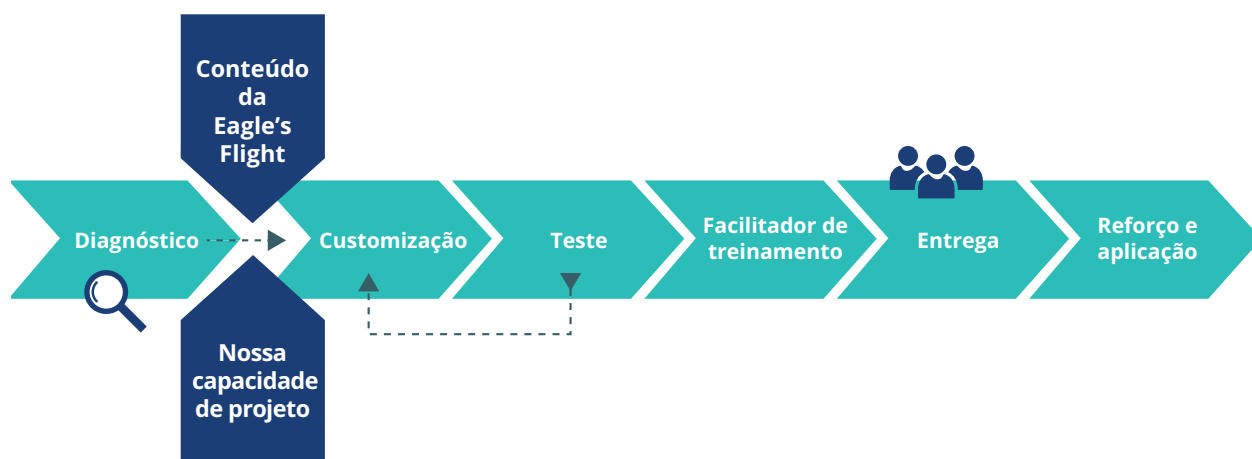 Conteúdo
da
Eagle’s
Flight
Diagnóstico
Customização
Teste
Facilitador de
treinamento
Entrega
Reforço e
aplicação
Nossa
capacidade
de projeto